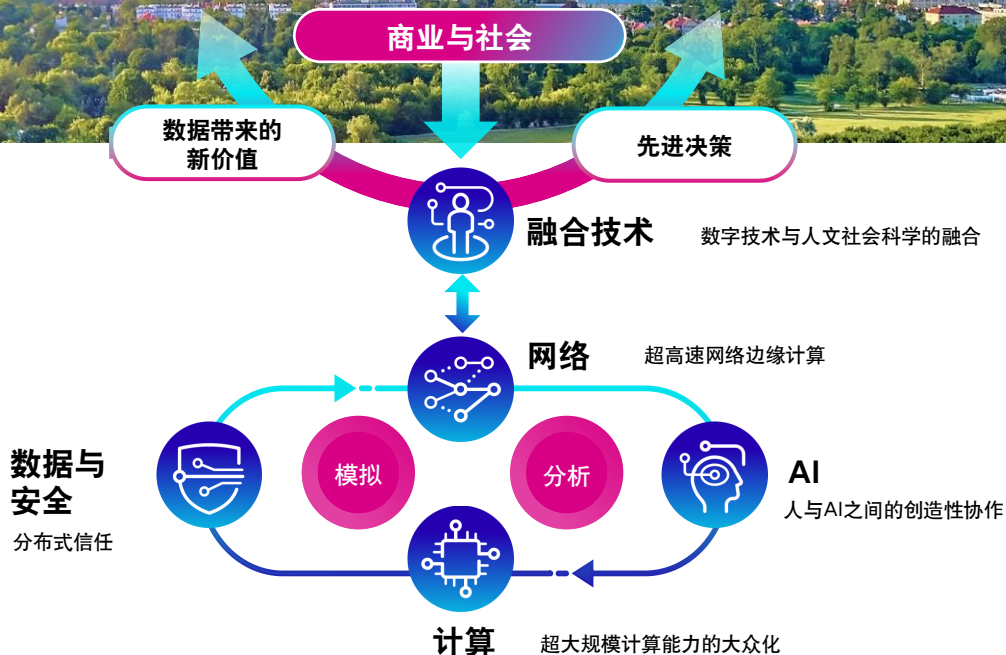 商业与社会
数据带来的
新价值
先进决策
融合技术
数字技术与人文社会科学的融合
网络
超高速网络边缘计算
数据与
安全
分布式信任
模拟
分析
AI
人与AI之间的创造性协作
计算
超大规模计算能力的大众化